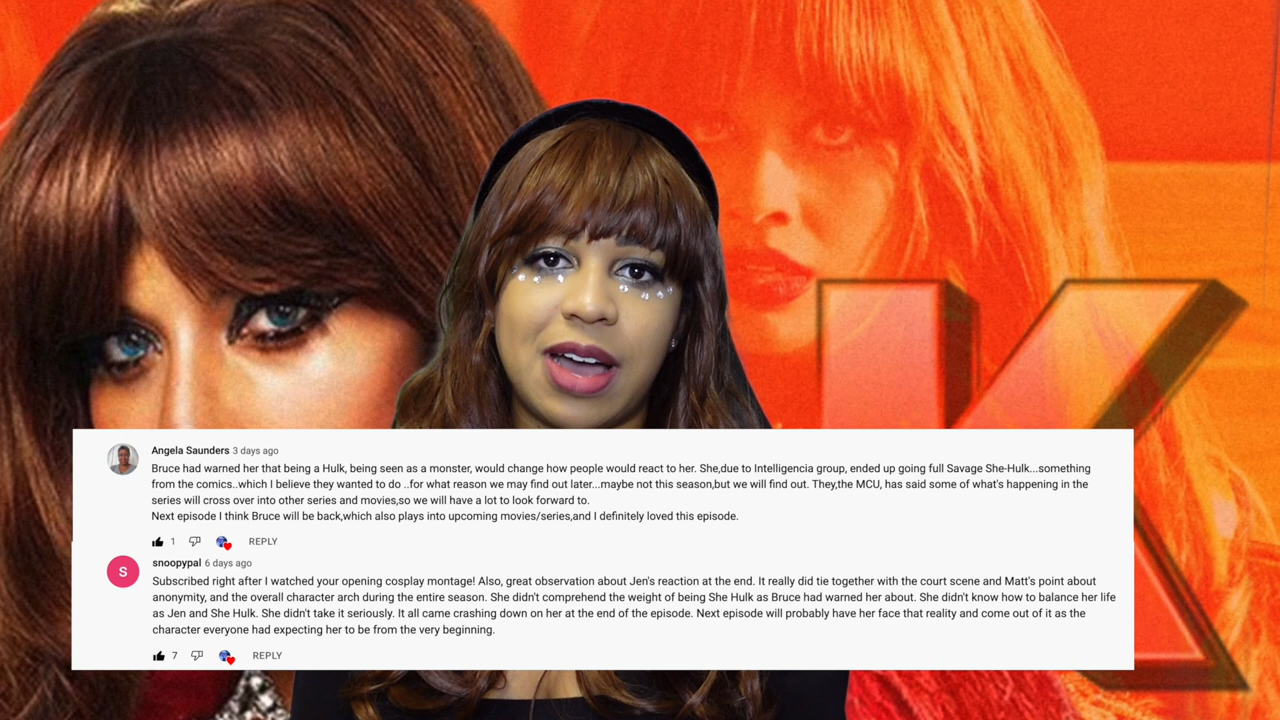 Angela Saunders 3 days ago
Bruce had warned her that being a Hulk, being seen as a monster, would change how people would react to her. She,due to Intelligencia group, ended up going full Savage She-Hulk...something
from the comics..which I believe they wanted to do ..for what reason we may find out later...maybe not this season,but we will find out. They,the MCU, has said some of what's happening in the
series will cross over into other series and movies,so we will have a lot to look forward to.
Next episode I think Bruce will be back,which also plays into upcoming movies/series,and I definitely loved this episode.
1 REPLY
S
snoopypal 6 days ago
Subscribed right after I watched your opening cosplay montage! Also, great observation about Jen's reaction at the end. It really did tie together with the court scene and Matt's point about
anonymity, and the overall character arch during the entire season. She didn't comprehend the weight of being She Hulk as Bruce had warned her about. She didn't know how to balance her life
as Jen and She Hulk. She didn't take it seriously. It all came crashing down on her at the end of the episode. Next episode will probably have her face that reality and come out of it as the
character everyone had expecting her to be from the very beginning.
7 REPLY
K